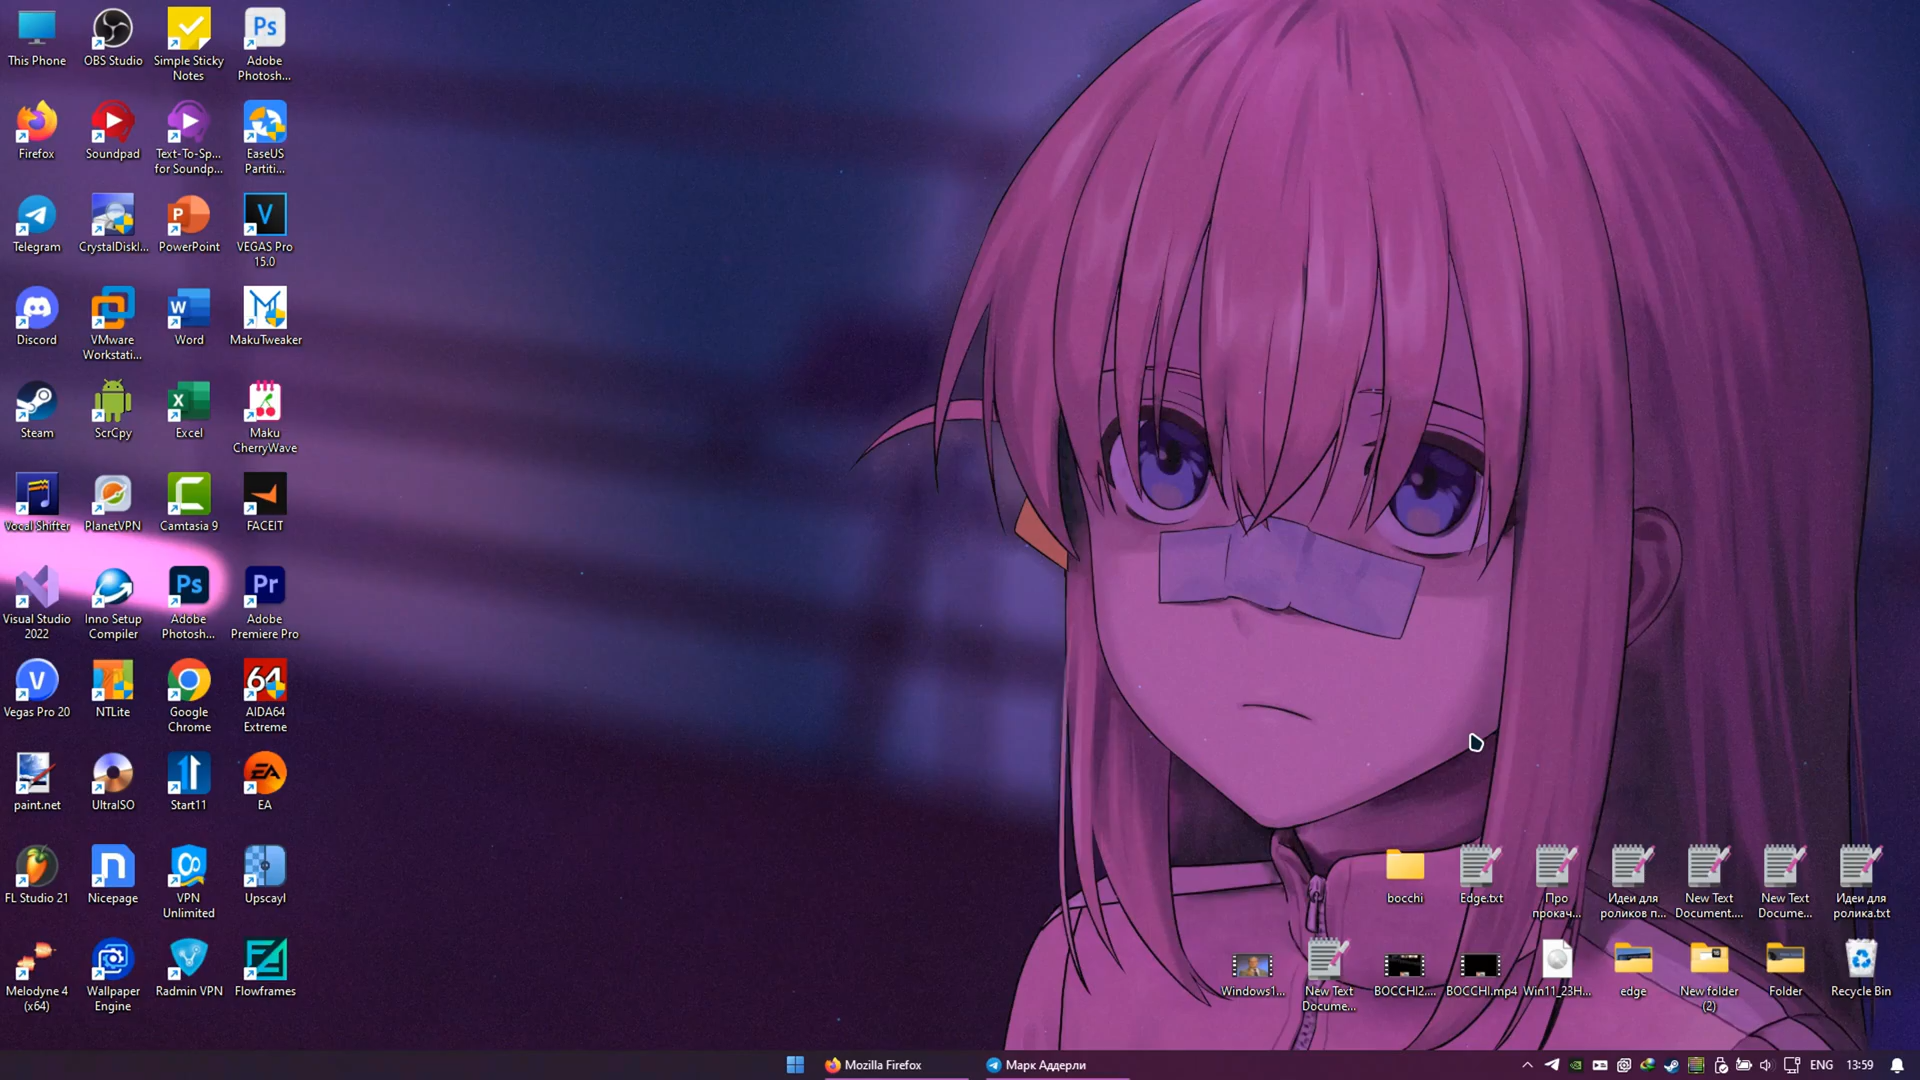 This Phone
OBS Studio
Simple Sticky
Notes
Adobe
Photosh...
Firefox
Soundpad
Text-To-Sp...
for Soundp...
EaseUS
Partiti...
Telegram
CrystalDiskI...
PowerPoint
VEGAS Pro
15.0
Discord
VMware
Workstati...
Word
MakuTweaker
Steam
ScrCpy
Excel
Maku
CherryWave
Vocal Shifter
PlanetVPN
Camtasia 9
FACEIT
Visual Studio
2022
Inno Setup
Compiler
Adobe
Photosh...
Adobe
Premiere Pro
Vegas Pro 20
NTLite
Google
Chrome
AIDA64
Extreme
paint.net
UltraISO
Start11
EA
FL Studio 21
Nicepage
VPN
Unlimited
Upscayl
Melodyne 4
(x64)
Wallpaper
Engine
Radmin VPN
Flowframes
bocchi
Edge.txt
Про
прокач...
Идеи для
роликов п...
New Text
Document....
New Text
Docume...
Идеи для
ролика.txt
Windows1...
New Text
Docume...
BOCCHI2....
BOCCHI.mp4
Win11_23H...
edge
New folder
(2)
Folder
Recycle Bin
Mozilla Firefox
Марк Аддерли
ENG
13:59